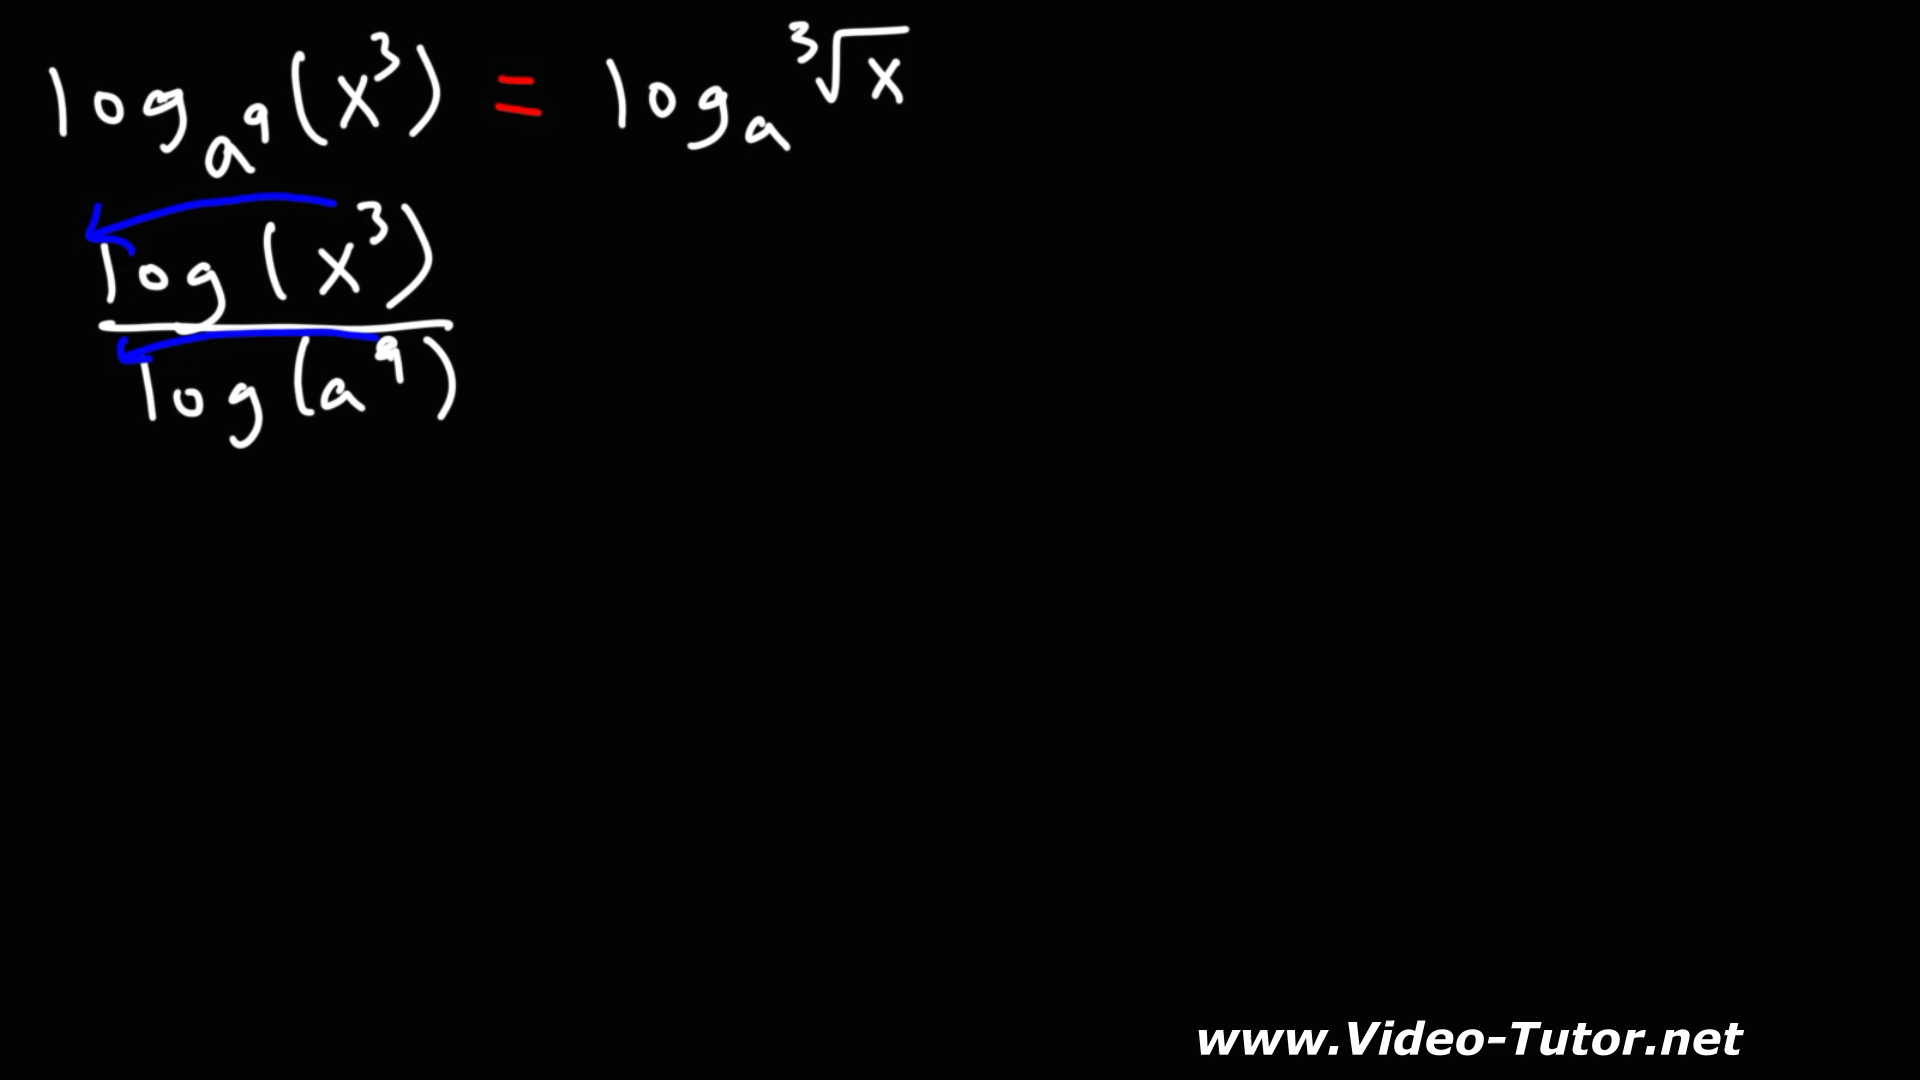 log_{a^9}(x^3) = log_a ∛x
log(x^3)
log(a^9)
www.Video-Tutor.net